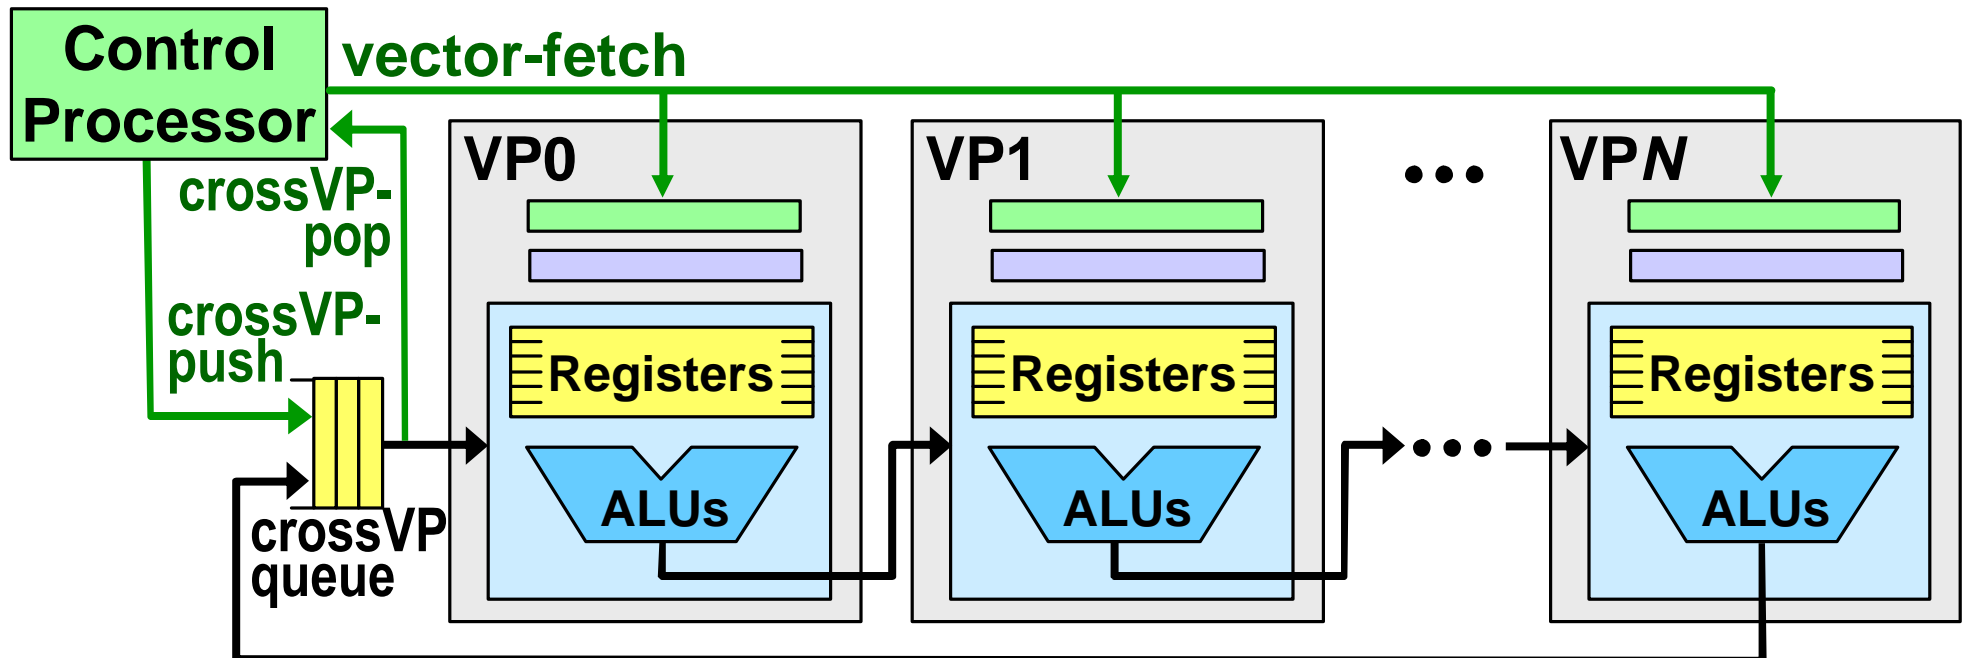 Control
Processor
vector-fetch
crossVP-
pop
crossVP-
push
crossVP
queue
VP0
Registers
ALUs
VP1
Registers
ALUs
VPN
Registers
ALUs